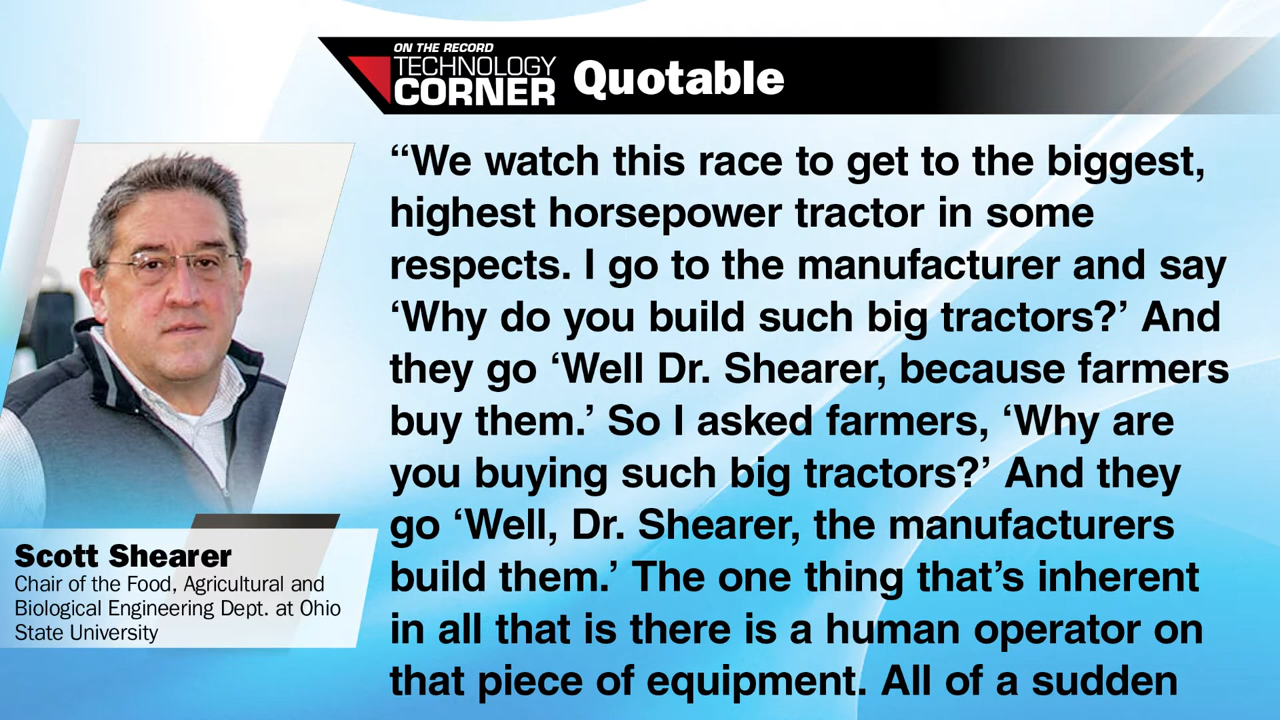 ON THE RECORD
TECHNOLOGY
CORNER
Quotable
“We watch this race to get to the biggest,
highest horsepower tractor in some
respects. I go to the manufacturer and say
‘Why do you build such big tractors?’ And
they go ‘Well Dr. Shearer, because farmers
buy them.’ So I asked farmers, ‘Why are
you buying such big tractors?’ And they
go ‘Well, Dr. Shearer, the manufacturers
build them.’ The one thing that’s inherent
in all that is there is a human operator on
that piece of equipment. All of a sudden
Scott Shearer
Chair of the Food, Agricultural and
Biological Engineering Dept. at Ohio
State University